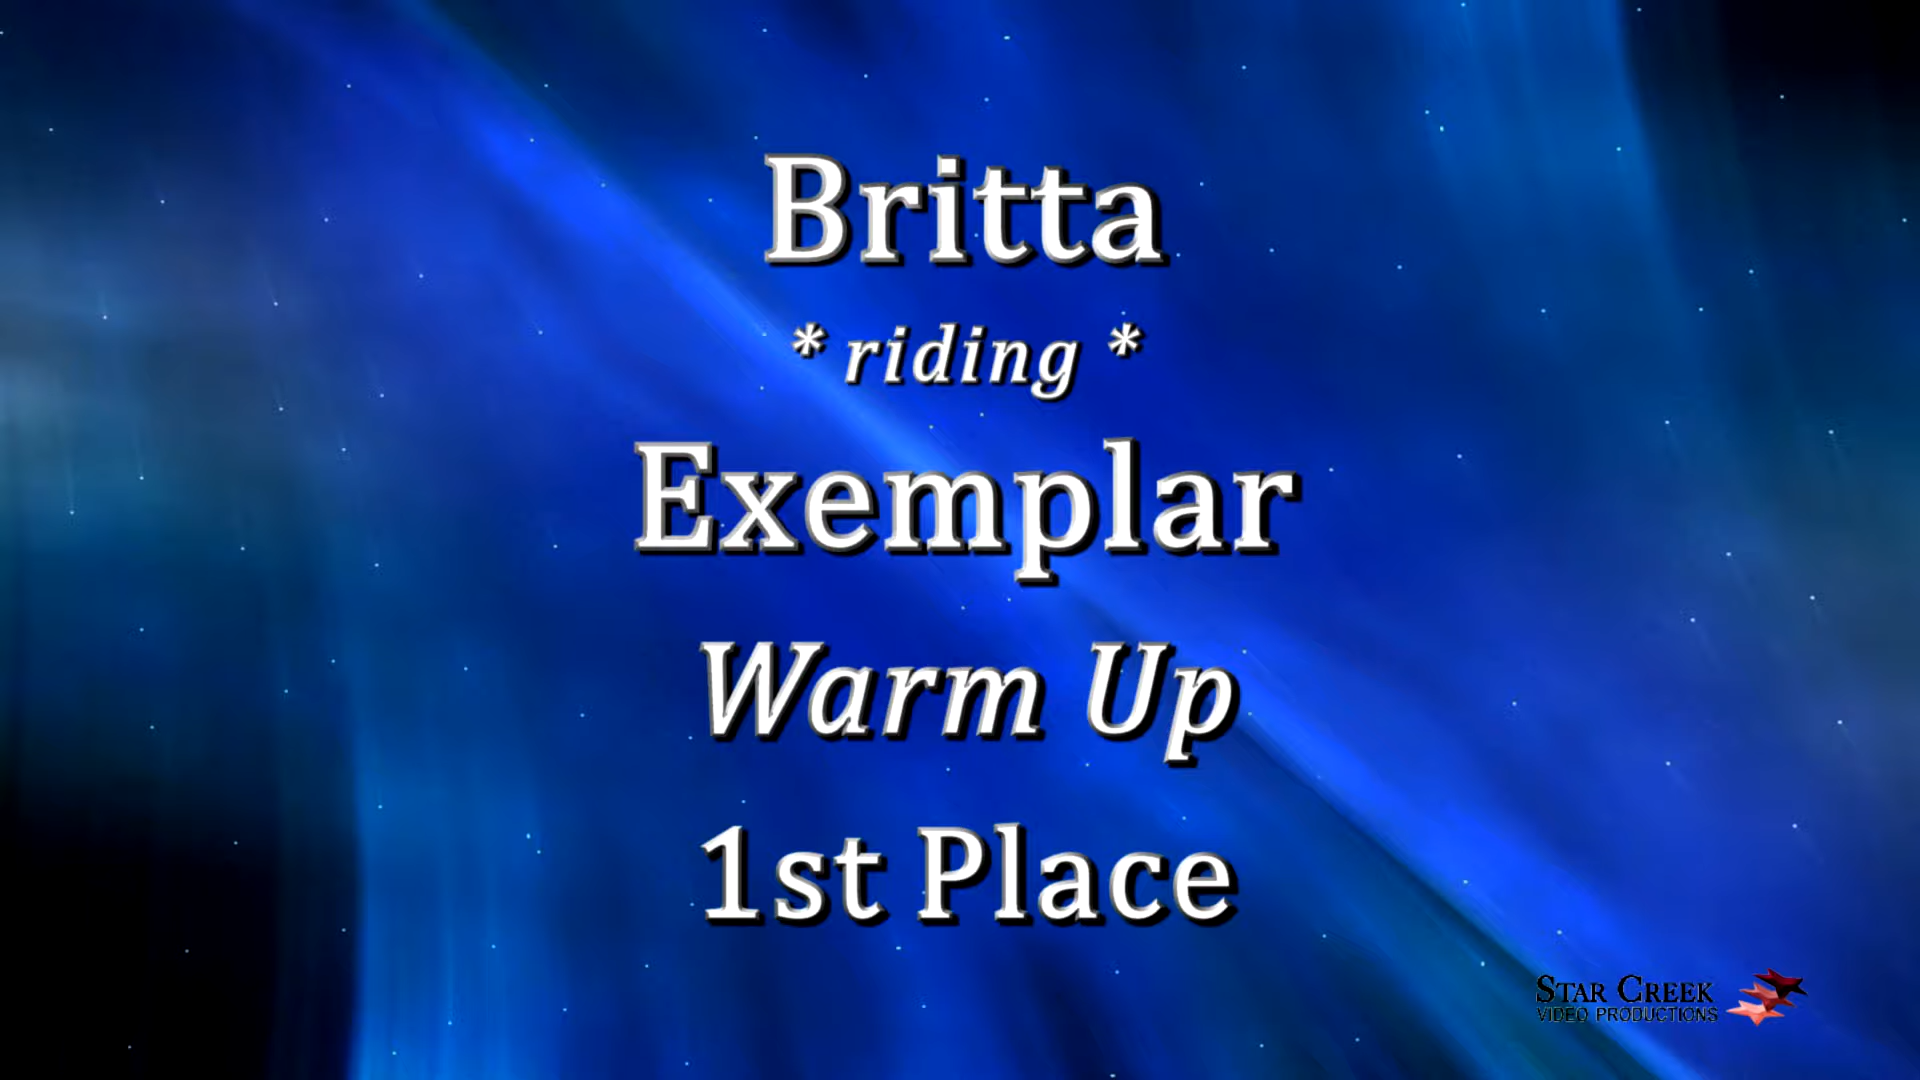 Britta
* riding *
Exemplar
Warm Up
1st Place
STAR CREEK
VIDEO PRODUCTIONS